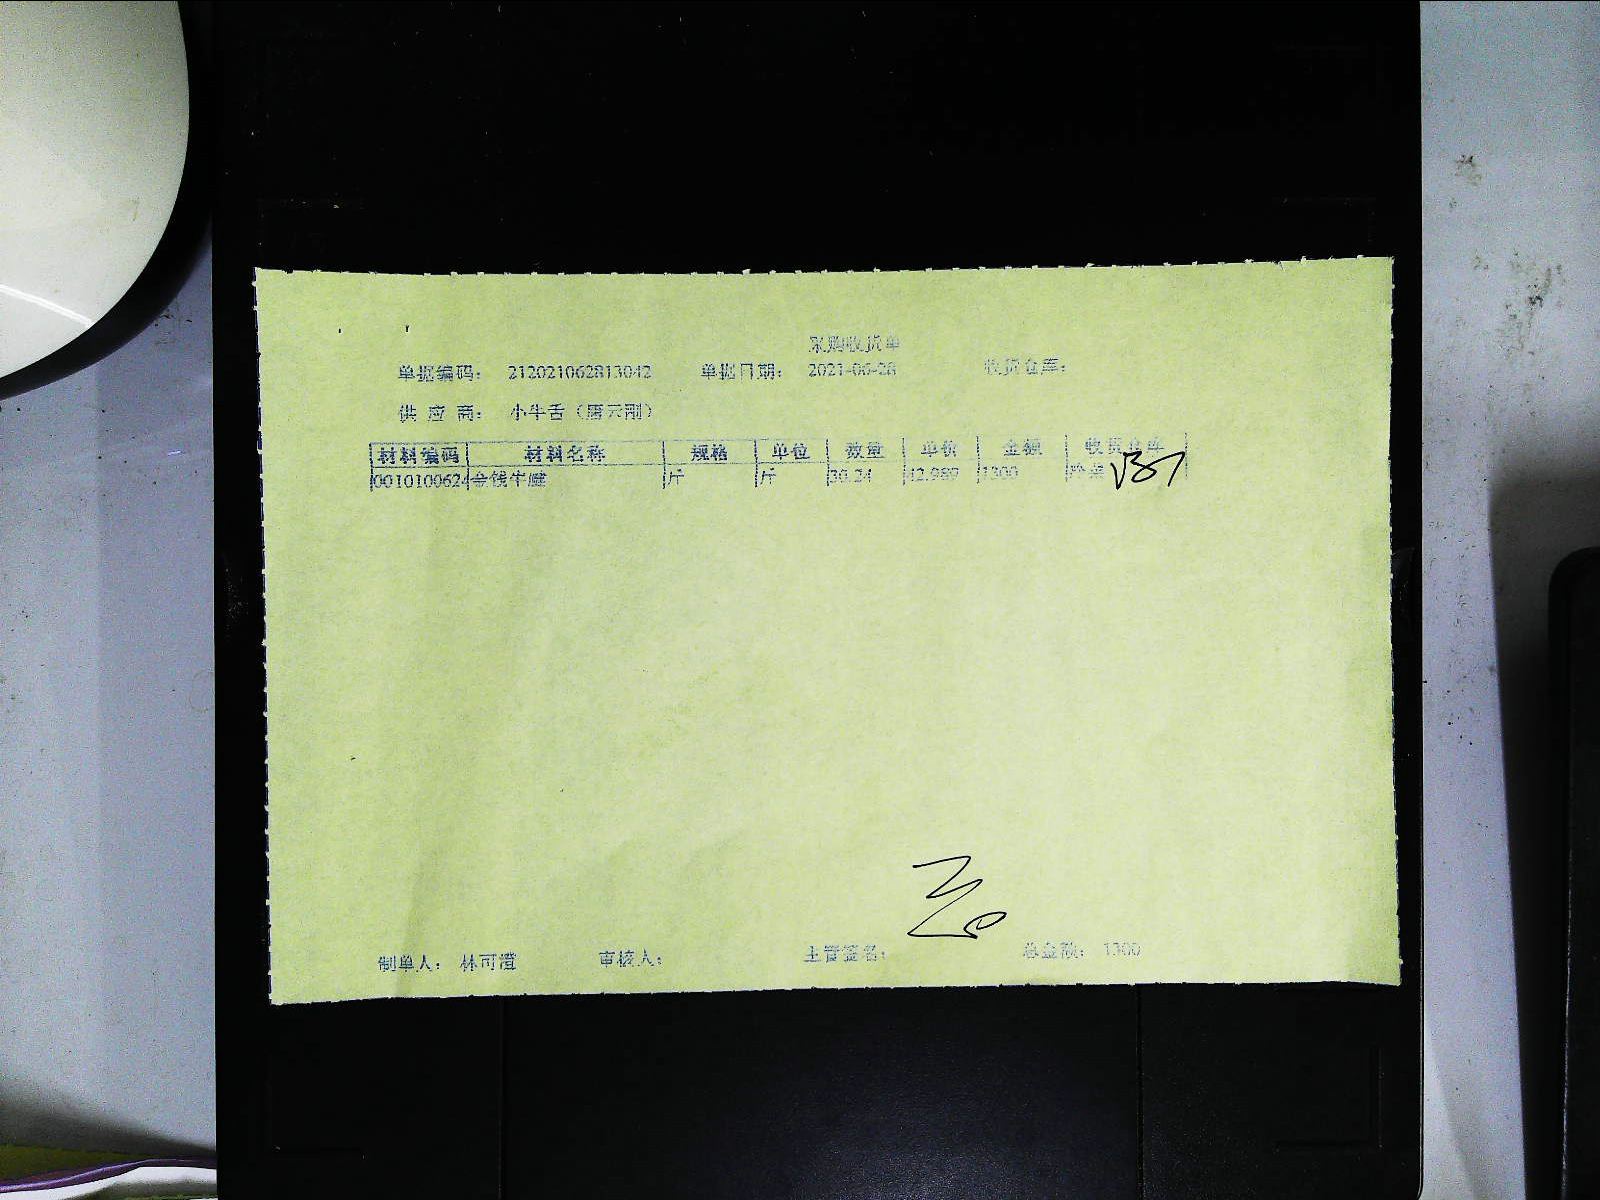 采购收货单
单据编码： 212021062813042 单据日期： 2021-06-28 收货仓库：
供 应 商： 小牛舌（唐云刚）
材料编码 材料名称 规格 单位 数量 单价 金额 收货仓库
0010100624 金钱牛腱 斤 斤 30.24 42.989 1300
制单人： 林可澄 审核人： 主管签名： 总金额： 1300